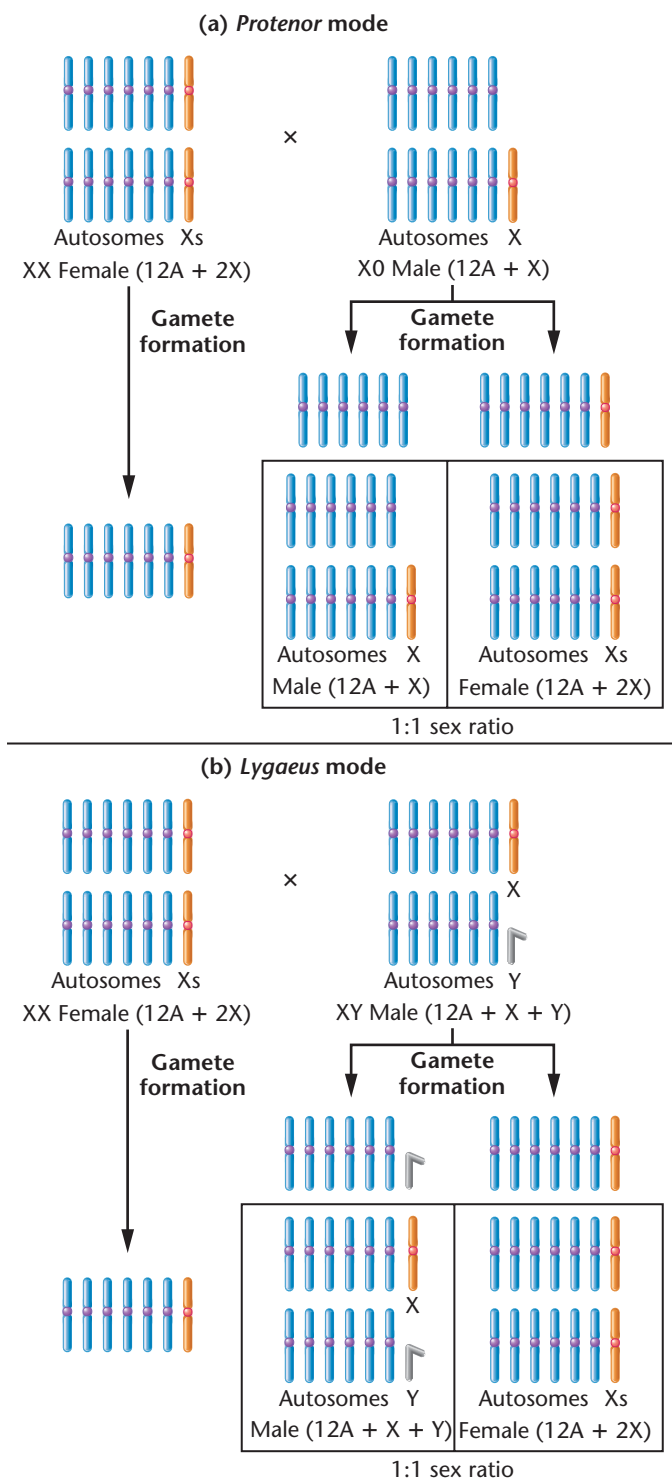 (a) Protenor mode
×
Autosomes Xs
Autosomes X
XX Female (12A + 2X)
X0 Male (12A + X)
Gamete
formation
Gamete
formation
Autosomes X
Autosomes Xs
Male (12A + X)
Female (12A + 2X)
1:1 sex ratio
(b) Lygaeus mode
×
X
Autosomes Xs
Autosomes Y
XX Female (12A + 2X)
XY Male (12A + X + Y)
Gamete
formation
Gamete
formation
X
Autosomes Y
Autosomes Xs
Male (12A + X + Y)
Female (12A + 2X)
1:1 sex ratio